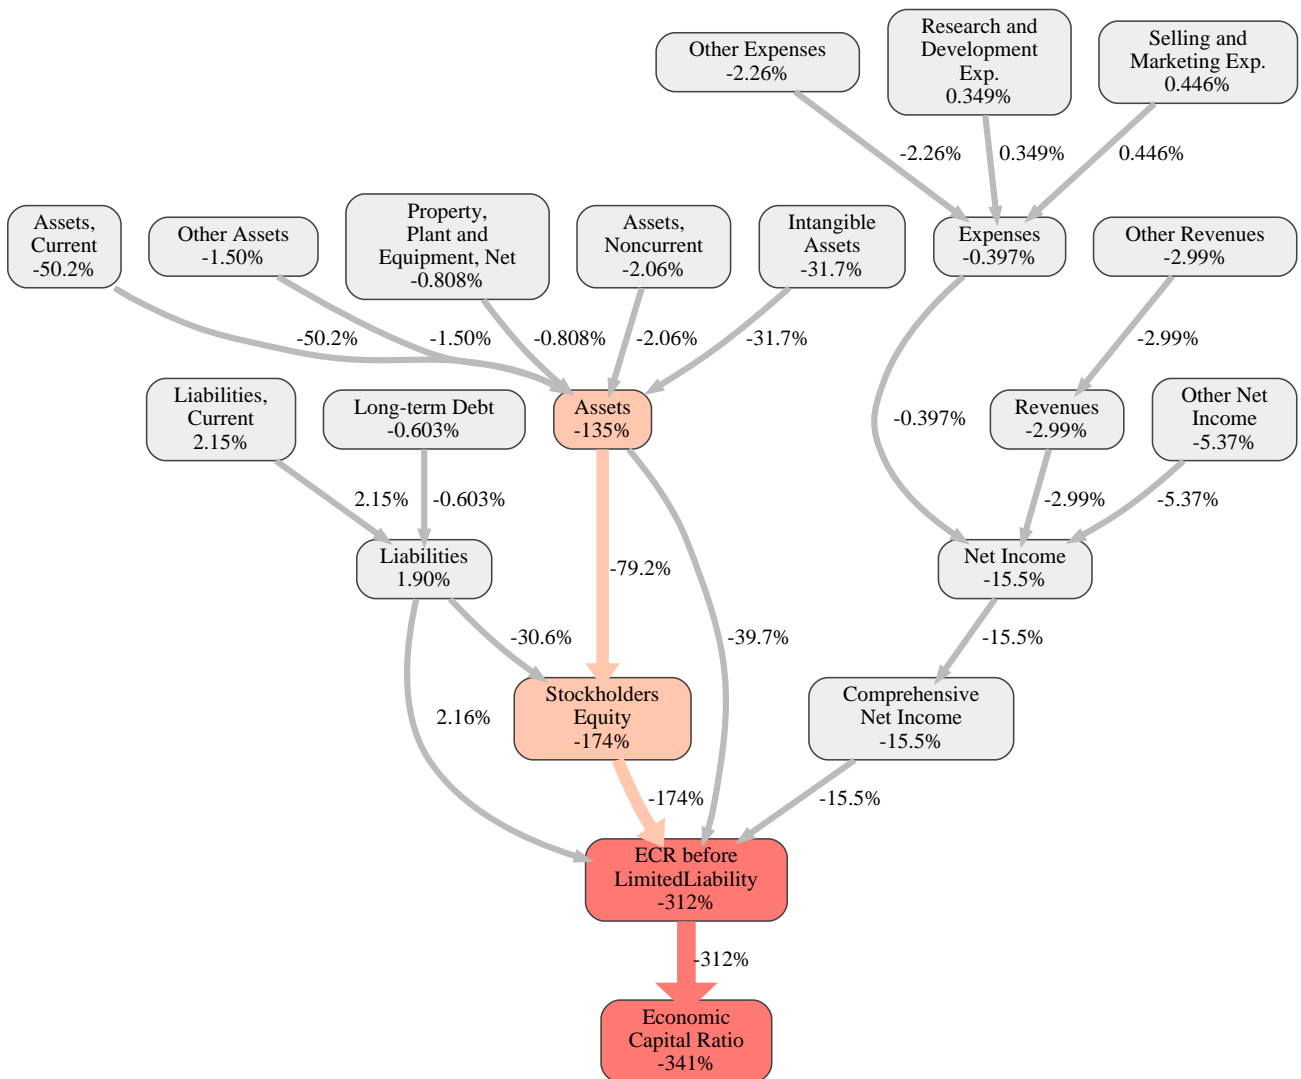 Other Expenses
-2.26%
Research and
Development
Exp.
0.349%
Selling and
Marketing Exp.
0.446%
-2.26%
0.349%
0.446%
Assets,
Current
-50.2%
Other Assets
-1.50%
Property,
Plant and
Equipment, Net
-0.808%
Assets,
Noncurrent
-2.06%
Intangible
Assets
-31.7%
Expenses
-0.397%
Other Revenues
-2.99%
-50.2%
-1.50%
-0.808%
-2.06%
-31.7%
-2.99%
Liabilities,
Current
2.15%
Long-term Debt
-0.603%
Assets
-135%
-0.397%
Revenues
-2.99%
Other Net
Income
-5.37%
2.15%
-0.603%
-2.99%
-5.37%
Liabilities
1.90%
-79.2%
Net Income
-15.5%
-30.6%
-39.7%
-15.5%
Stockholders
Equity
-174%
Comprehensive
Net Income
-15.5%
2.16%
-174%
-15.5%
ECR before
LimitedLiability
-312%
-312%
Economic
Capital Ratio
-341%